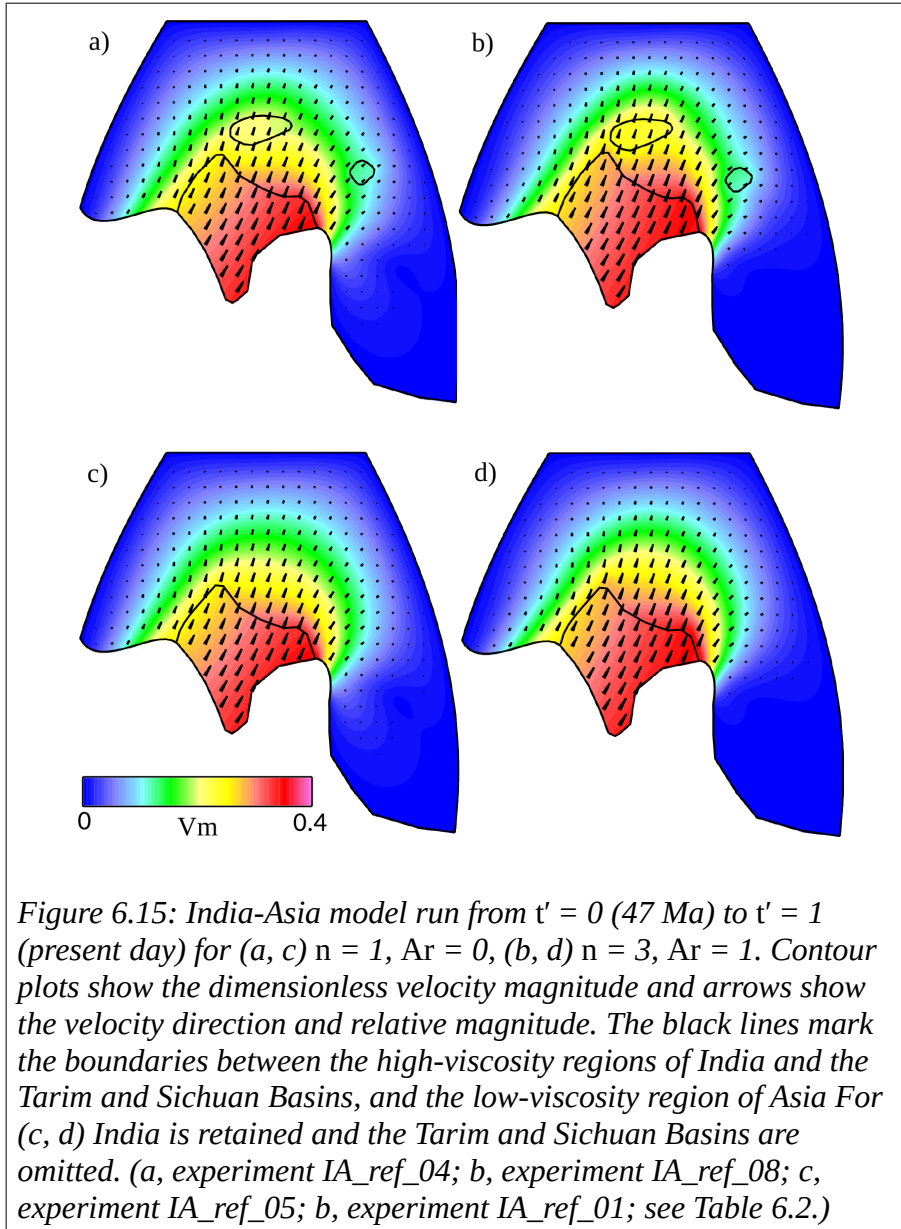 a)
b)
c)
d)
0
0.4
Vm
Figure 6.15: India-Asia model run from t′ = 0 (47 Ma) to t′ = 1
(present day) for (a, c) n = 1, Ar = 0, (b, d) n = 3, Ar = 1. Contour
plots show the dimensionless velocity magnitude and arrows show
the velocity direction and relative magnitude. The black lines mark
the boundaries between the high-viscosity regions of India and the
Tarim and Sichuan Basins, and the low-viscosity region of Asia For
(c, d) India is retained and the Tarim and Sichuan Basins are
omitted. (a, experiment IA_ref_04; b, experiment IA_ref_08; c,
experiment IA_ref_05; b, experiment IA_ref_01; see Table 6.2.)